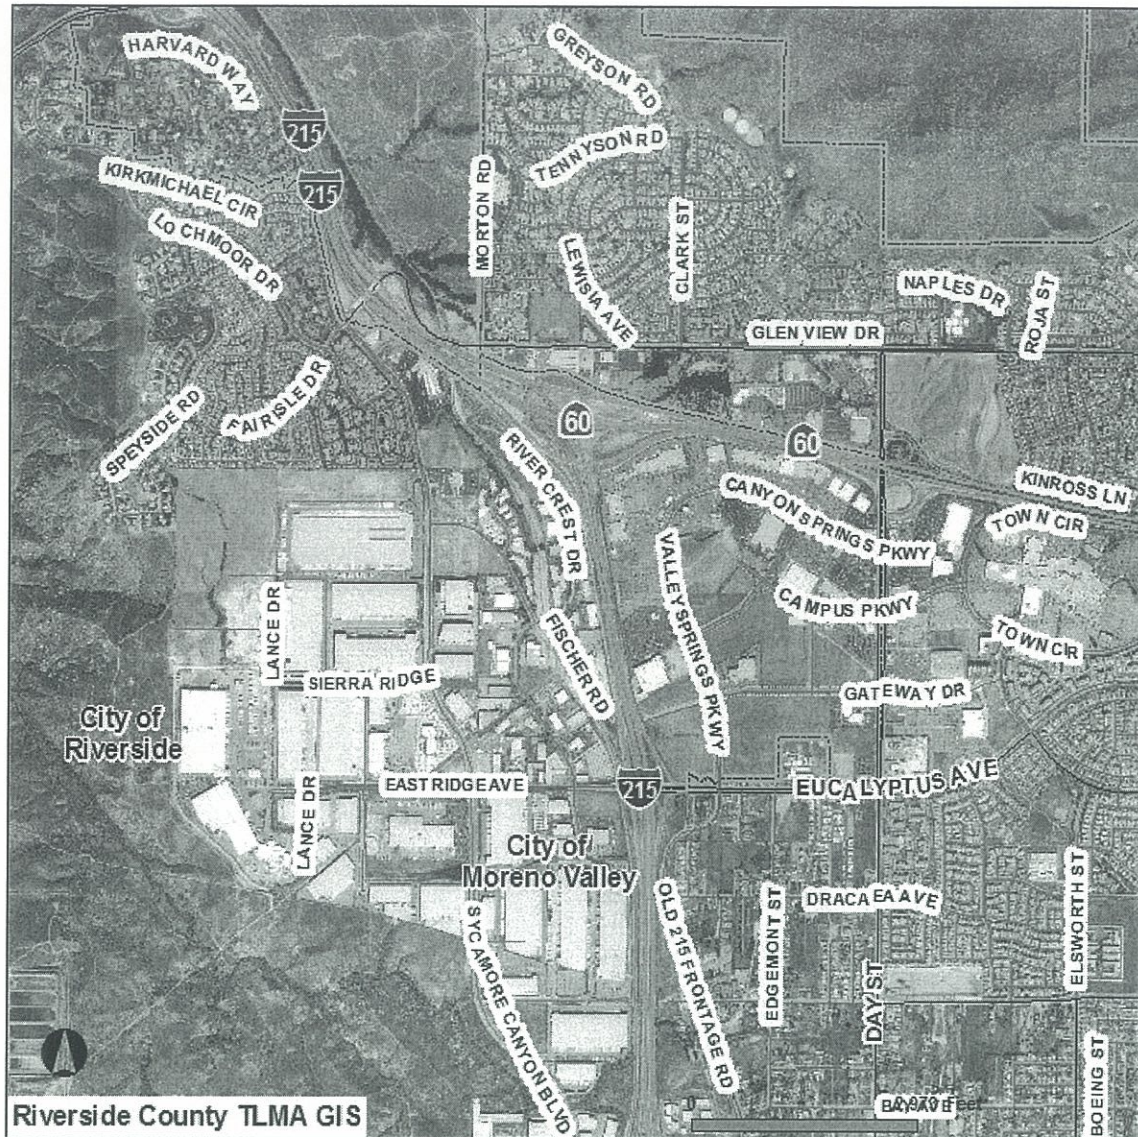 HARVARD WAY
GREYSON RD
215
TENNYSON RD
KIRKMICHAEL CIR
215
MORTON RD
LOCHMOOR DR
CLARK ST
LEWISIA AVE
NAPLES DR
ROJA ST
GLEN VIEW DR
FAIRISLE DR
SPEYSIDE RD
60
60
RIVER CREST DR
KINROSS LN
CANYON SPRINGS PKWY
TOWN CIR
VALLEY SPRINGS PKWY
CAMPUS PKWY
LANCE DR
FISCHER RD
TOWN CIR
SIERRA RIDGE
GATEWAY DR
City of
Riverside
EASTRIDGE AVE
215
EUCALYPTUS AVE
LANCE DR
City of
Moreno Valley
DRACAEA AVE
EDGEMONT ST
ELSWORTH ST
OLD 215 FRONTAGE RD
SYCAMORE CANYON BLVD
DAY ST
BOEING ST
BAY AVE
0
Feet
Riverside County TLMA GIS